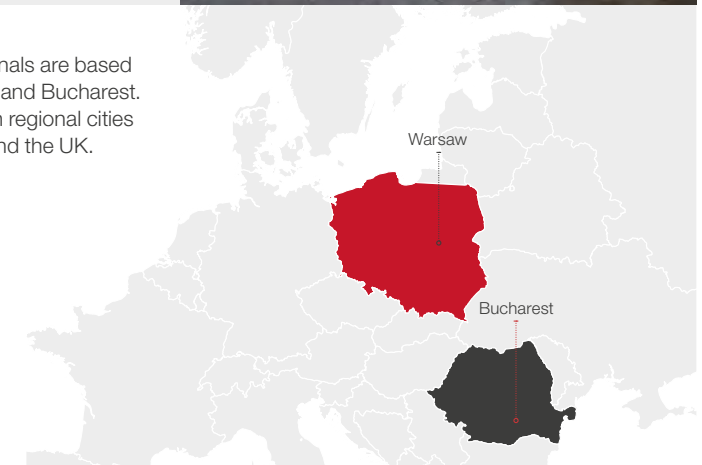 nals are based
and Bucharest.
regional cities
nd the UK.
Warsaw
Bucharest